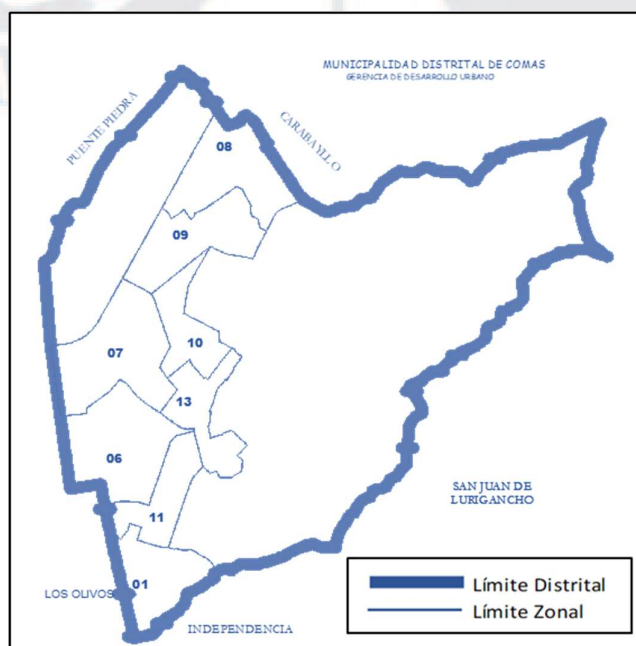 MUNICIPALIDAD DISTRITAL DE COMAS
GERENCIA DE DESARROLLO URBANO
PUENTE PIEDRA
CARABAYLLO
08
09
10
07
13
06
11
SAN JUAN DE
LURIGANCHO
01
LOS OLIVOS
INDEPENDENCIA
Límite Distrital
Límite Zonal